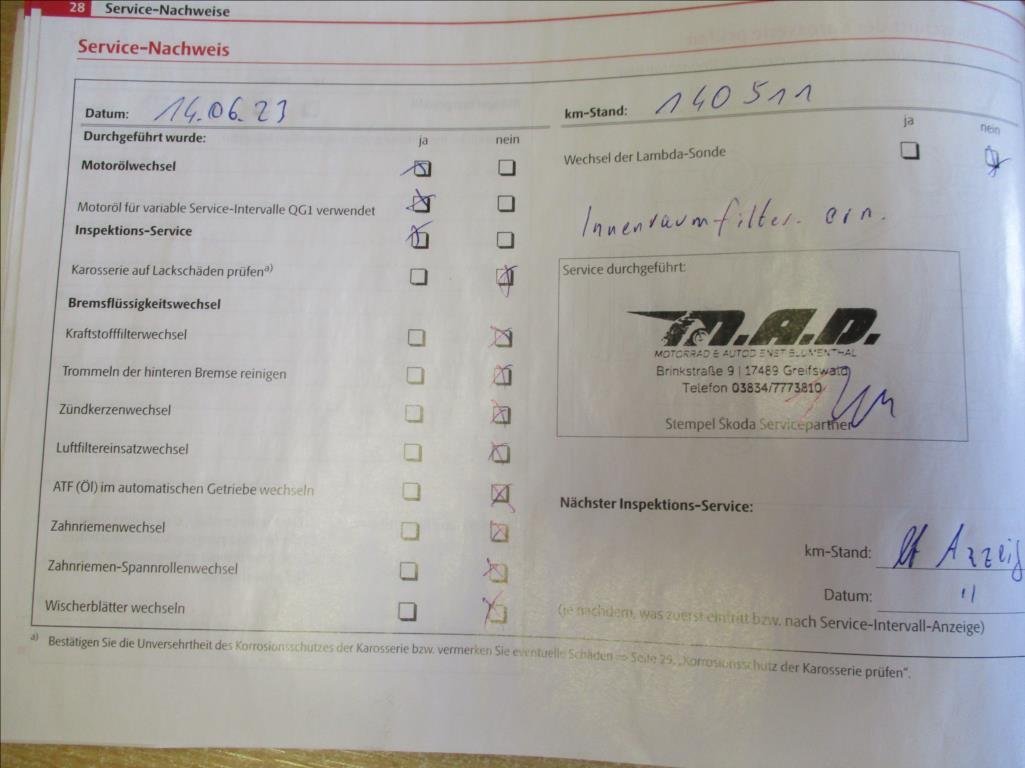 28 Service-Nachweise
Service-Nachweis
Datum: 14.06.23
km-Stand: 140511
Durchgeführt wurde: ja nein
ja nein
Motorölwechsel
Wechsel der Lambda-Sonde
Motoröl für variable Service-Intervalle QG1 verwendet
Innenraumfilter. ern.
Inspektions-Service
Karosserie auf Lackschäden prüfen a)
Bremsflüssigkeitswechsel
Kraftstofffilterwechsel
Trommeln der hinteren Bremse reinigen
Zündkerzenwechsel
Luftfiltereinsatzwechsel
ATF (Öl) im automatischen Getriebe wechseln
Zahnriemenwechsel
Zahnriemen-Spannrollenwechsel
Wischerblätter wechseln
Service durchgeführt:
M.A.D.
MOTORRAD & AUTODIENST BLUMENTHAL
Brinkstraße 9 | 17489 Greifswald
Telefon 03834/7773810
Stempel Skoda Servicepartner
Nächster Inspektions-Service:
km-Stand: Anzeig
Datum: "
(je nachdem, was zuerst eintritt bzw. nach Service-Intervall-Anzeige)
a) Bestätigen Sie die Unversehrtheit des Korrosionsschutzes der Karosserie bzw. vermerken Sie eventuelle Schäden ⇒ Seite 29, „Korrosionsschutz der Karosserie prüfen“.